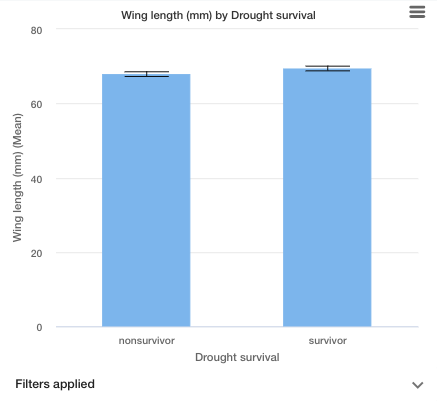 Wing length (mm) by Drought survival
80
60
40
20
0
Wing length (mm) (Mean)
nonsurvivor survivor
Drought survival
Filters applied